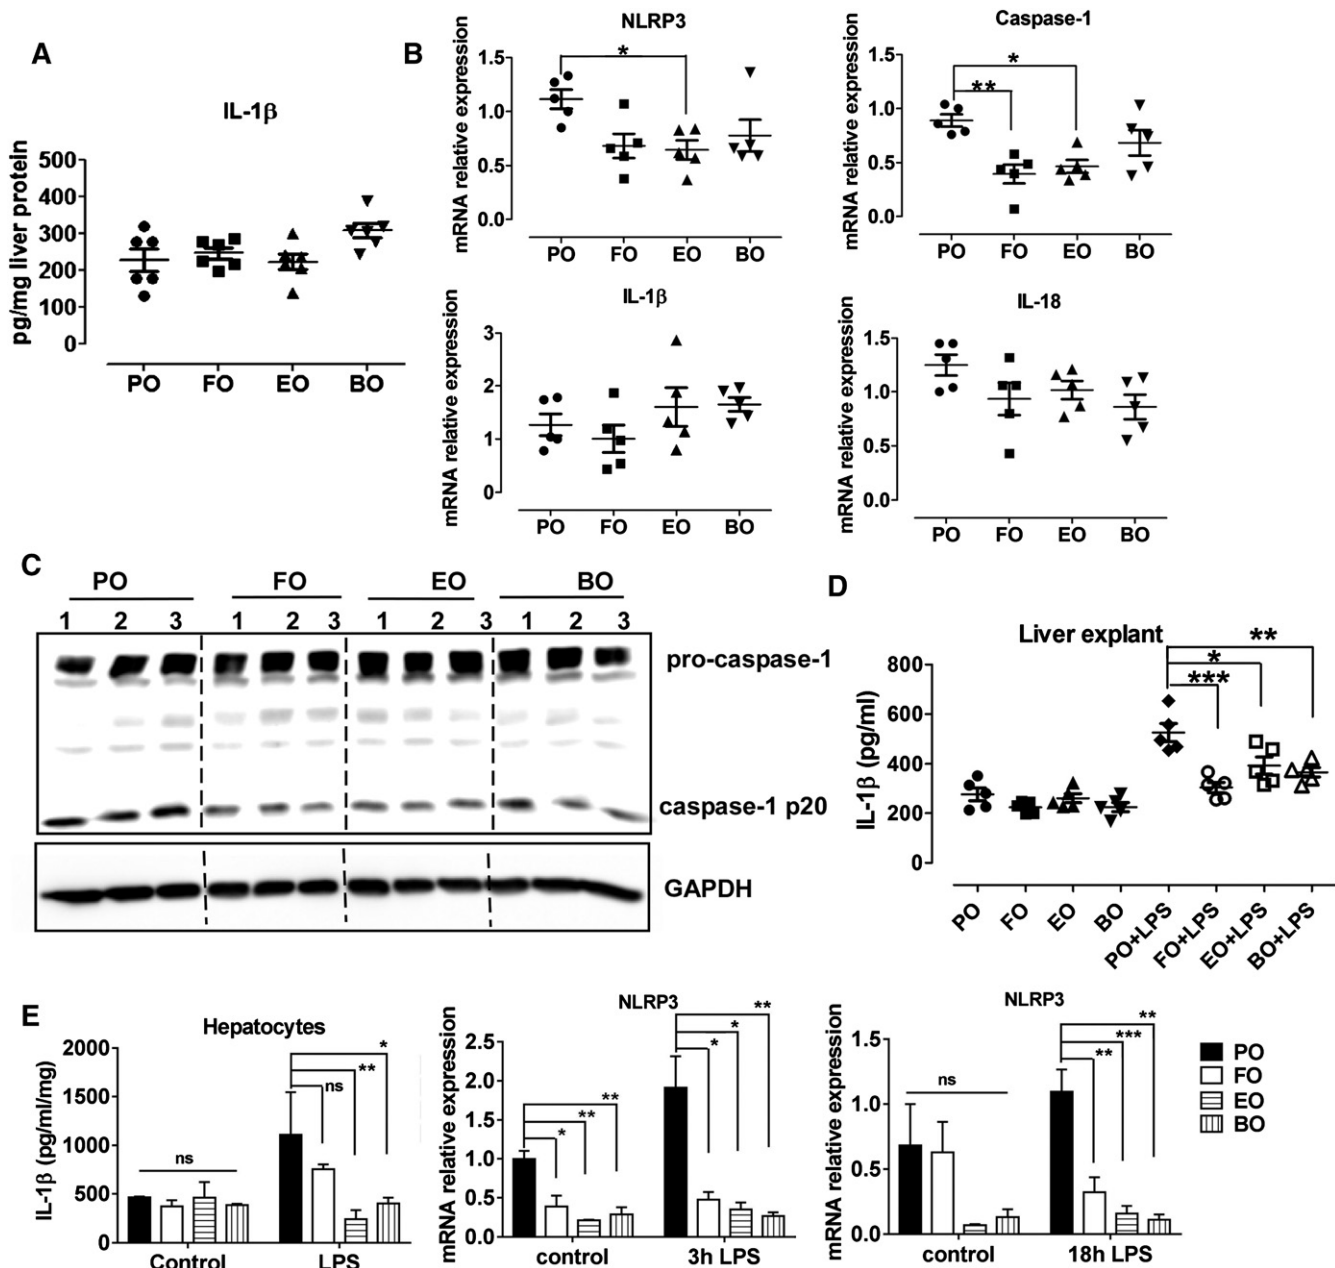 A
IL-1β
pg/mg liver protein
500
400
300
200
100
0
PO FO EO BO
B
NLRP3
mRNA relative expression
1.5
1.0
0.5
0.0
*
PO FO EO BO
Caspase-1
mRNA relative expression
1.5
1.0
0.5
0.0
*
**
PO FO EO BO
IL-1β
mRNA relative expression
3
2
1
0
PO FO EO BO
IL-18
mRNA relative expression
1.5
1.0
0.5
0.0
PO FO EO BO
C
PO FO EO BO
1 2 3 1 2 3 1 2 3 1 2 3
pro-caspase-1
caspase-1 p20
GAPDH
D
Liver explant
IL-1β (pg/ml)
800
600
400
200
0
**
*
***
PO FO EO BO PO+LPS FO+LPS EO+LPS BO+LPS
E
Hepatocytes
IL-1β (pg/ml/mg)
2000
1500
1000
500
0
ns
*
**
ns
Control LPS
NLRP3
mRNA relative expression
2.5
2.0
1.5
1.0
0.5
0.0
**
**
*
**
*
*
control 3h LPS
NLRP3
mRNA relative expression
1.5
1.0
0.5
0.0
ns
**
***
**
control 18h LPS
PO
FO
EO
BO